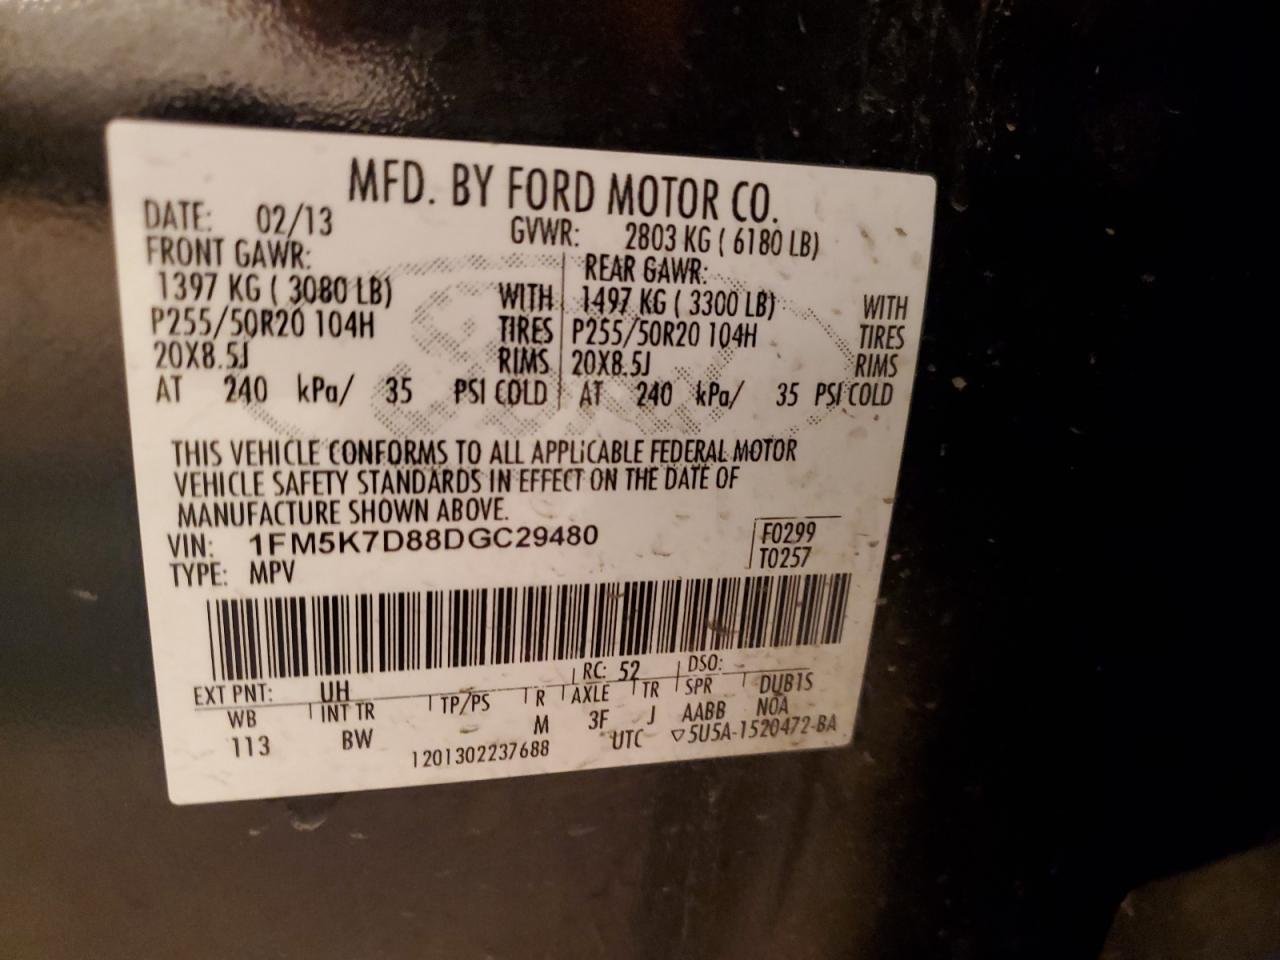 MFD. BY FORD MOTOR CO.
DATE: 02/13 GVWR: 2803 KG ( 6180 LB)
FRONT GAWR: REAR GAWR:
1397 KG ( 3080 LB) WITH 1497 KG ( 3300 LB) WITH
P255/50R20 104H TIRES P255/50R20 104H TIRES
20X8.5J RIMS 20X8.5J RIMS
AT 240 kPa/ 35 PSI COLD AT 240 kPa/ 35 PSI COLD
THIS VEHICLE CONFORMS TO ALL APPLICABLE FEDERAL MOTOR
VEHICLE SAFETY STANDARDS IN EFFECT ON THE DATE OF
MANUFACTURE SHOWN ABOVE.
VIN: 1FM5K7D88DGC29480 F0299
TYPE: MPV T0257
EXT PNT: UH RC: 52 DSO:
WB INT TR TP/PS R AXLE TR SPR DUB1S
113 BW M 3F J AABB N0A
1201302237688 UTC ▽5U5A-1520472-BA